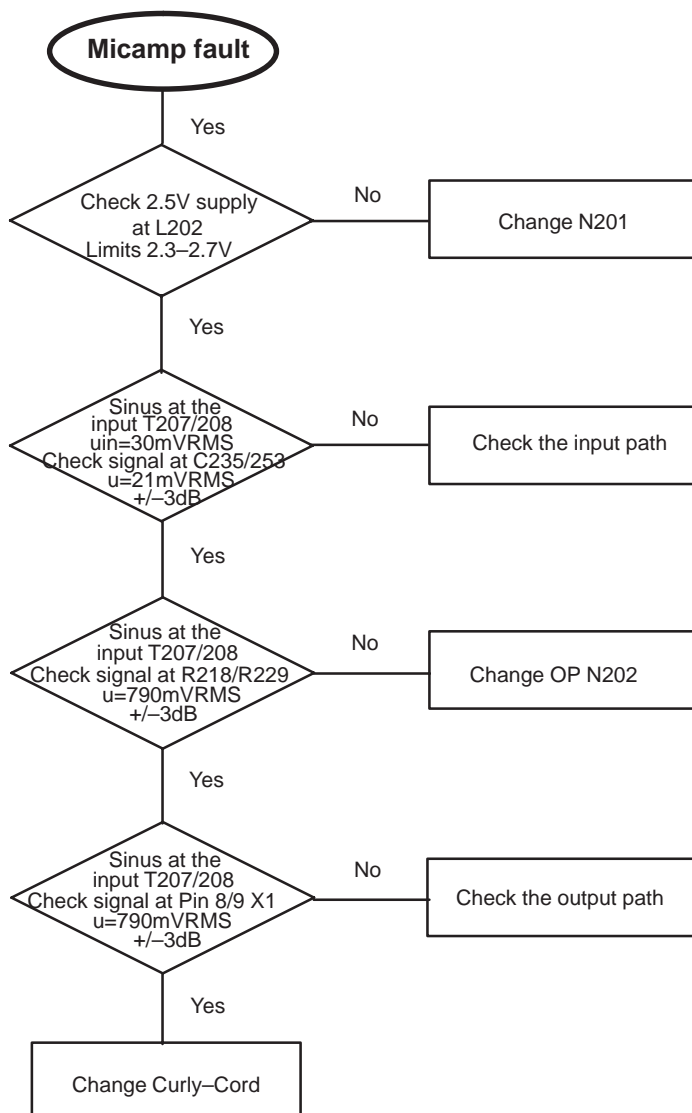 Micamp fault
Yes
Check 2.5V supply
at L202
Limits 2.3–2.7V
No
Change N201
Yes
Sinus at the
input T207/208
uin=30mVRMS
Check signal at C235/253
u=21mVRMS
+/–3dB
No
Check the input path
Yes
Sinus at the
input T207/208
Check signal at R218/R229
u=790mVRMS
+/–3dB
No
Change OP N202
Yes
Sinus at the
input T207/208
Check signal at Pin 8/9 X1
u=790mVRMS
+/–3dB
No
Check the output path
Yes
Change Curly–Cord